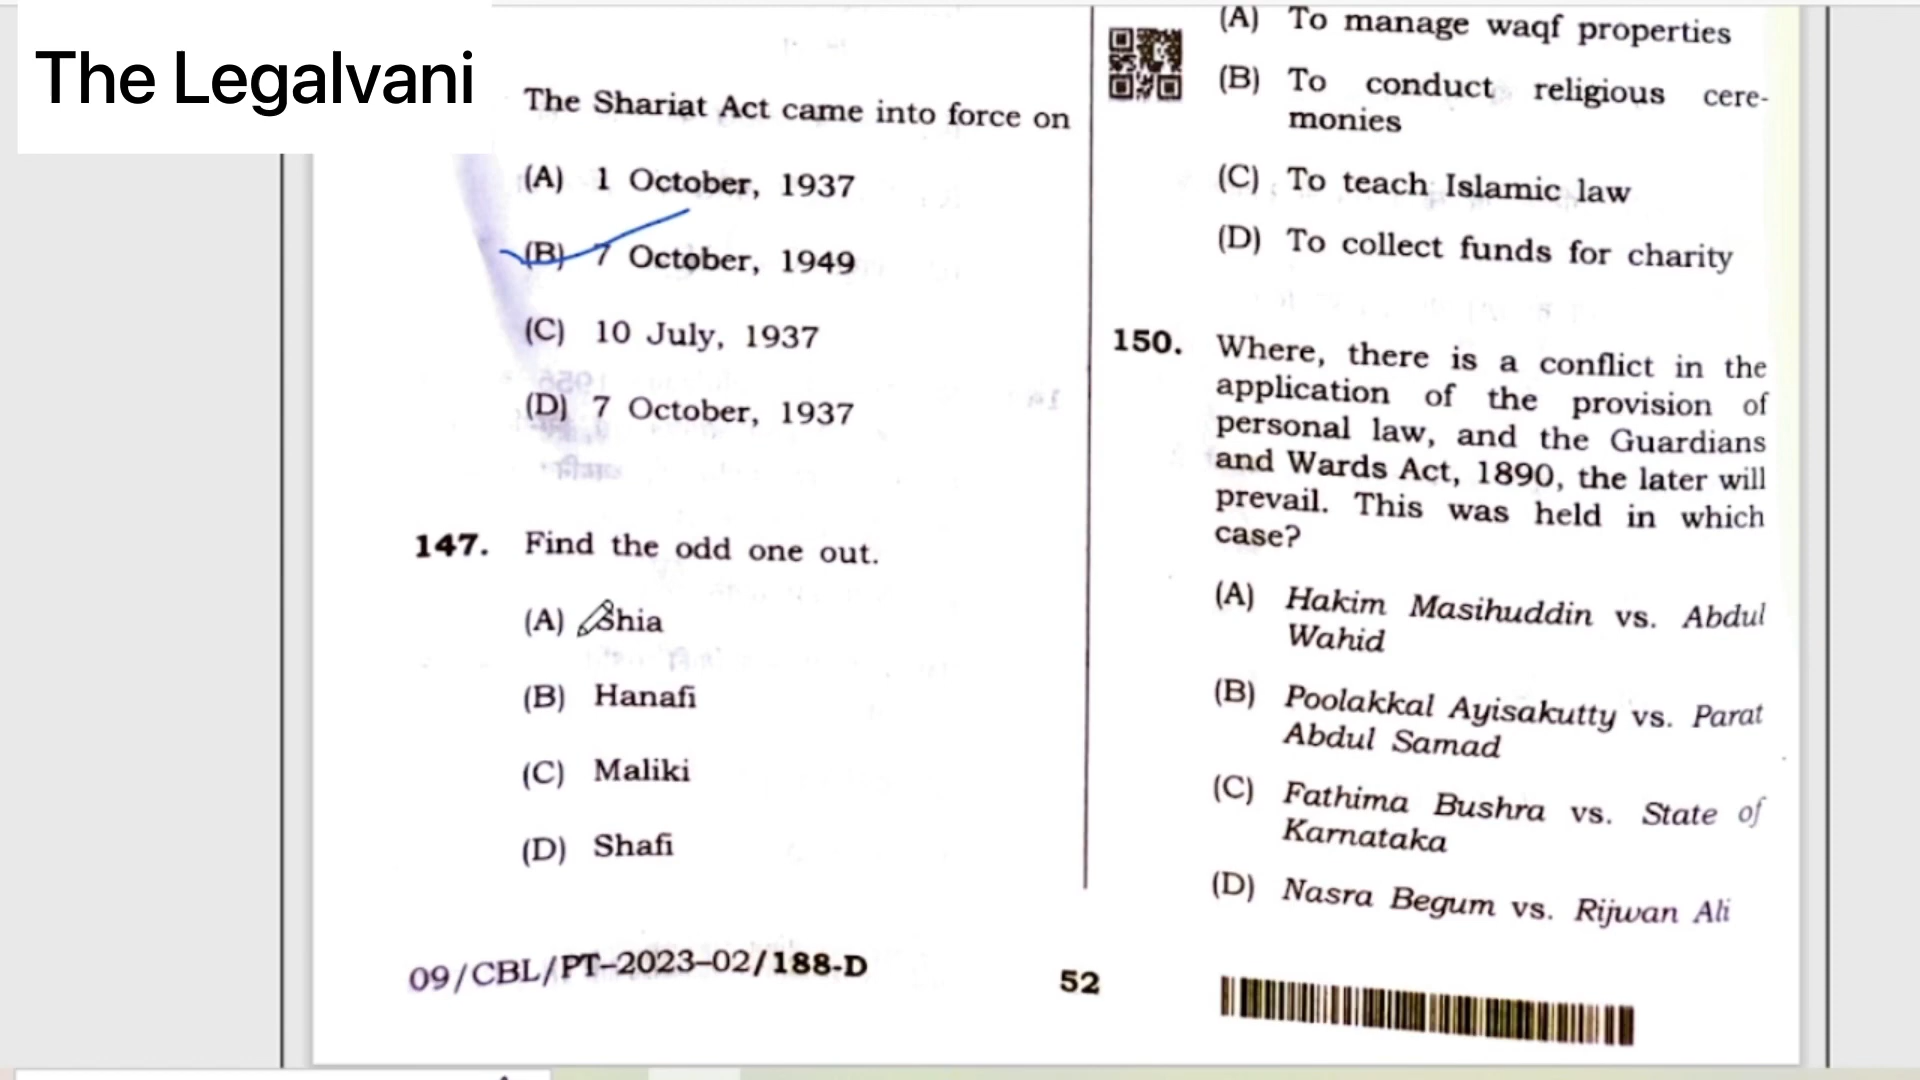 The Legalvani
The Shariat Act came into force on
(A) 1 October, 1937
(B) 7 October, 1949
(C) 10 July, 1937
(D) 7 October, 1937
147. Find the odd one out.
(A) Shia
(B) Hanafi
(C) Maliki
(D) Shafi
09/CBL/PT–2023–02/188-D
(A) To manage waqf properties
(B) To conduct religious cere-
monies
(C) To teach Islamic law
(D) To collect funds for charity
150. Where, there is a conflict in the
application of the provision of
personal law, and the Guardians
and Wards Act, 1890, the later will
prevail. This was held in which
case?
(A) Hakim Masihuddin vs. Abdul
Wahid
(B) Poolakkal Ayisakutty vs. Parat
Abdul Samad
(C) Fathima Bushra vs. State of
Karnataka
(D) Nasra Begum vs. Rijwan Ali
52